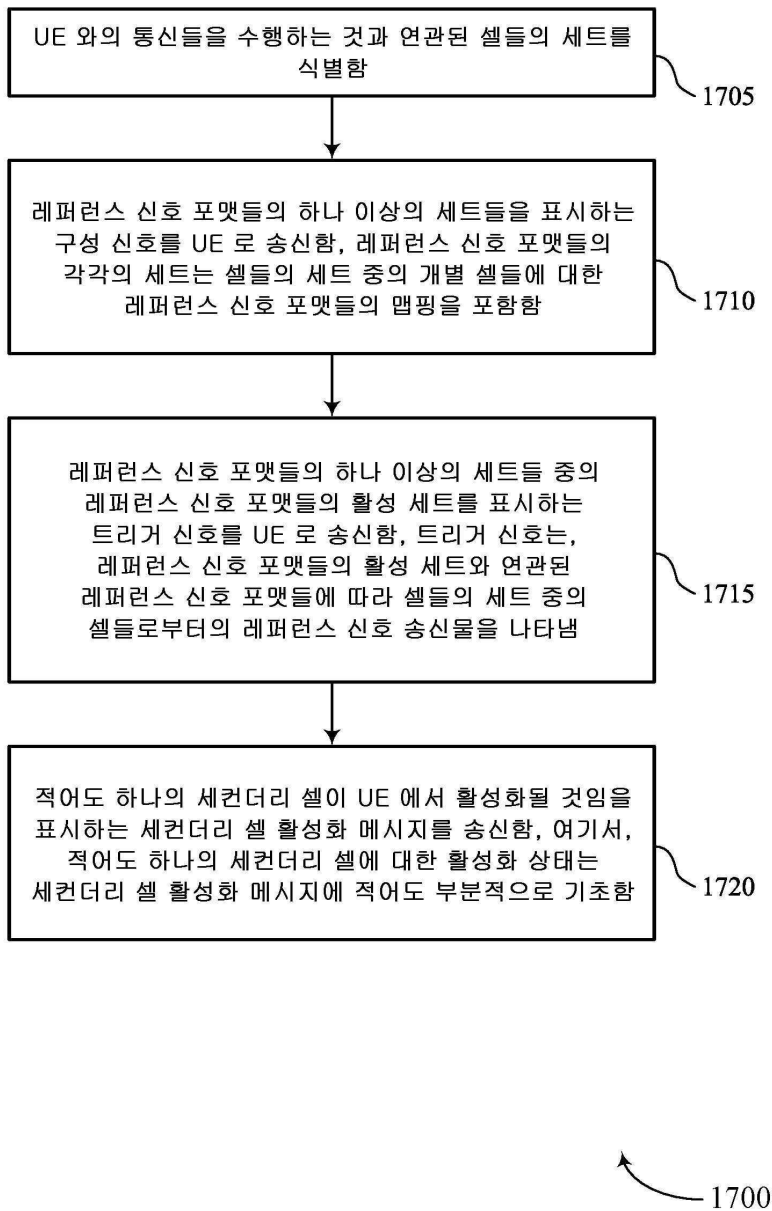 UE 와의 통신들을 수행하는 것과 연관된 셀들의 세트를
식별함
1705
레퍼런스 신호 포맷들의 하나 이상의 세트들을 표시하는
구성 신호를 UE 로 송신함, 레퍼런스 신호 포맷들의
각각의 세트는 셀들의 세트 중의 개별 셀들에 대한
레퍼런스 신호 포맷들의 맵핑을 포함함
1710
레퍼런스 신호 포맷들의 하나 이상의 세트들 중의
레퍼런스 신호 포맷들의 활성 세트를 표시하는
트리거 신호를 UE 로 송신함, 트리거 신호는,
레퍼런스 신호 포맷들의 활성 세트와 연관된
레퍼런스 신호 포맷들에 따라 셀들의 세트 중의
셀들로부터의 레퍼런스 신호 송신물을 나타냄
1715
적어도 하나의 세컨더리 셀이 UE 에서 활성화될 것임을
표시하는 세컨더리 셀 활성화 메시지를 송신함, 여기서,
적어도 하나의 세컨더리 셀에 대한 활성화 상태는
세컨더리 셀 활성화 메시지에 적어도 부분적으로 기초함
1720
1700